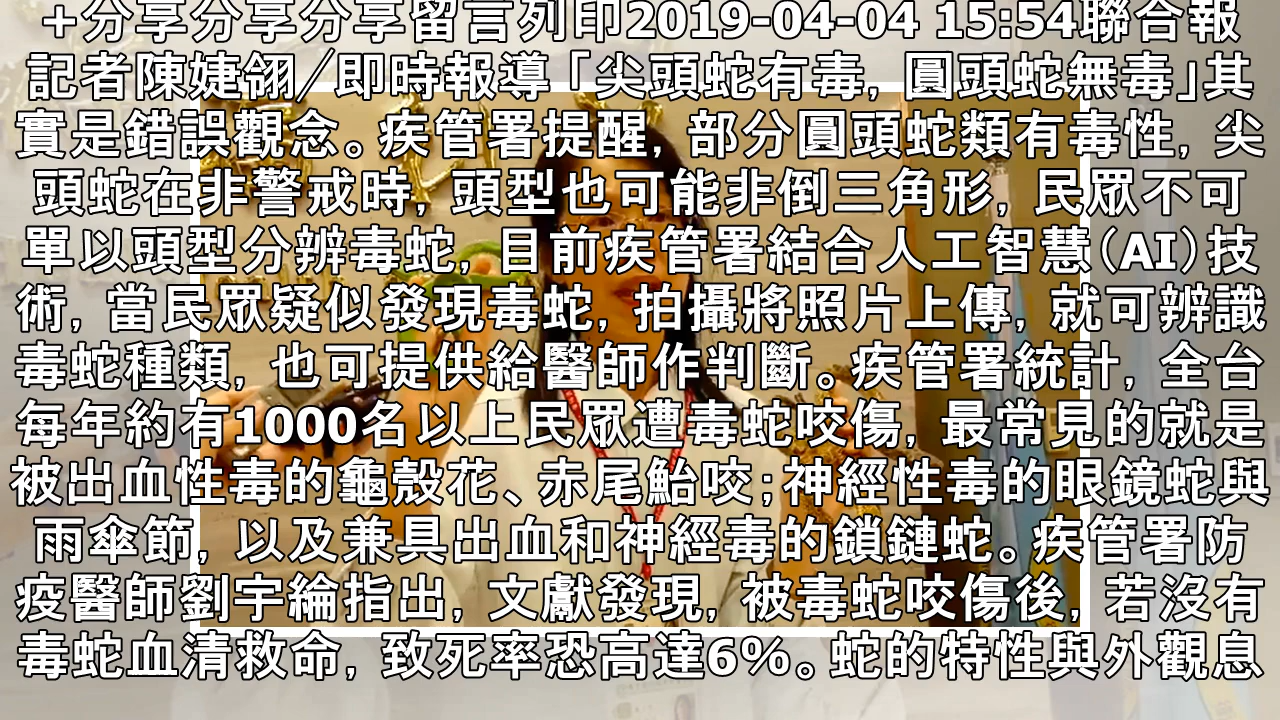 +分享分享分享留言列印2019-04-04 15:54聯合報
記者陳婕翎╱即時報導「尖頭蛇有毒, 圓頭蛇無毒」其
實是錯誤觀念。疾管署提醒, 部分圓頭蛇類有毒性, 尖
頭蛇在非警戒時, 頭型也可能非倒三角形, 民眾不可
單以頭型分辨毒蛇, 目前疾管署結合人工智慧(AI)技
術, 當民眾疑似發現毒蛇, 拍攝將照片上傳, 就可辨識
毒蛇種類, 也可提供給醫師作判斷。疾管署統計, 全台
每年約有1000名以上民眾遭毒蛇咬傷, 最常見的就是
被出血性毒的龜殼花、赤尾鮐咬;神經性毒的眼鏡蛇與
雨傘節, 以及兼具出血和神經毒的鎖鏈蛇。疾管署防
疫醫師劉宇綸指出, 文獻發現, 被毒蛇咬傷後, 若沒有
毒蛇血清救命, 致死率恐高達6%。蛇的特性與外觀息